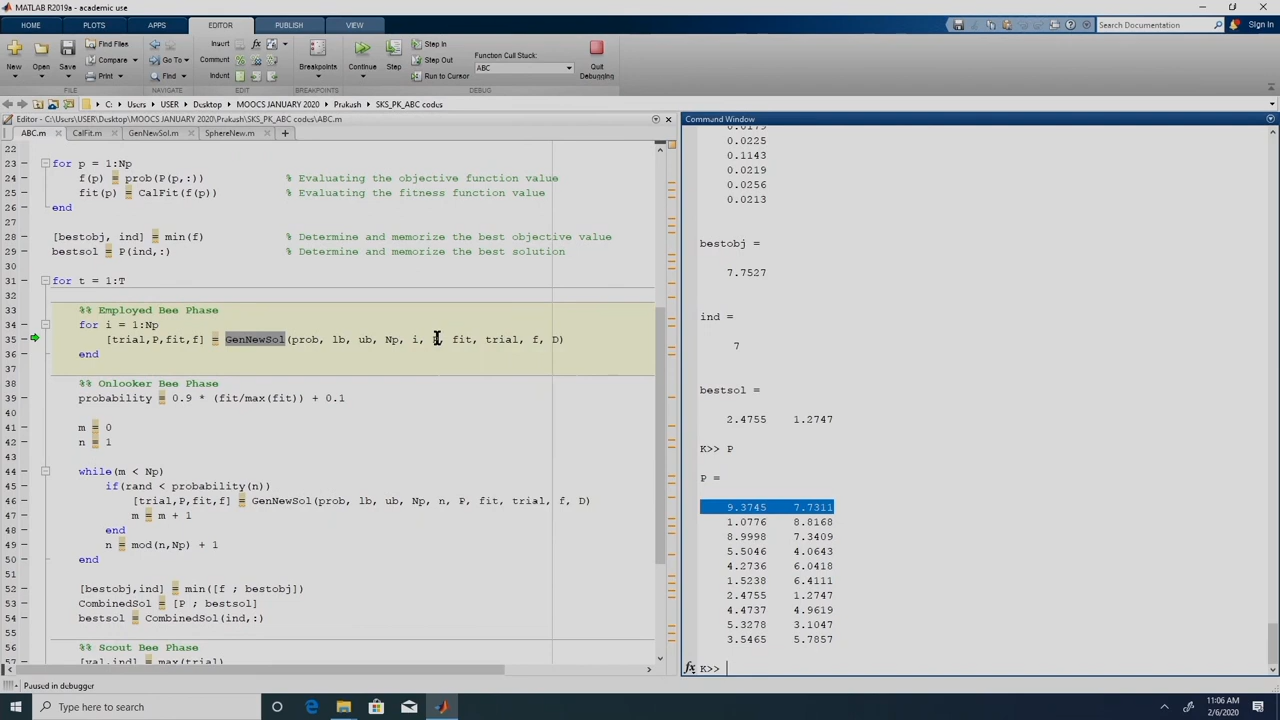 MATLAB R2019a - academic use
HOME PLOTS APPS EDITOR PUBLISH VIEW
Search Documentation Sign In
New Open Save Find Files Compare Print
Go To Find
Insert Comment Indent
Breakpoints Continue Step Step In Step Out Run to Cursor
Function Call Stack:
ABC
Quit Debugging
FILE NAVIGATE EDIT BREAKPOINTS DEBUG
C: Users USER Desktop MOOCS JANUARY 2020 Prakash SKS_PK_ABC codes
Editor - C:\Users\USER\Desktop\MOOCS JANUARY 2020\Prakash\SKS_PK_ABC codes\ABC.m
ABC.m CalFit.m GenNewSol.m SphereNew.m
22
23 for p = 1:Np
24 f(p) = prob(P(p,:)) % Evaluating the objective function value
25 fit(p) = CalFit(f(p)) % Evaluating the fitness function value
26 end
27
28 [bestobj, ind] = min(f) % Determine and memorize the best objective value
29 bestsol = P(ind,:) % Determine and memorize the best solution
30
31 for t = 1:T
32
33 %% Employed Bee Phase
34 for i = 1:Np
35 [trial,P,fit,f] = GenNewSol(prob, lb, ub, Np, i, fit, trial, f, D)
36 end
37
38 %% Onlooker Bee Phase
39 probability = 0.9 * (fit/max(fit)) + 0.1
40
41 m = 0
42 n = 1
43
44 while(m < Np)
45 if(rand < probability(n))
46 [trial,P,fit,f] = GenNewSol(prob, lb, ub, Np, n, P, fit, trial, f, D)
47 m = m + 1
48 end
49 n = mod(n,Np) + 1
50 end
51
52 [bestobj,ind] = min([f ; bestobj])
53 CombinedSol = [P ; bestsol]
54 bestsol = CombinedSol(ind,:)
55
56 %% Scout Bee Phase
57 [val,ind] = max(trial)
Command Window
0.0175
0.0225
0.1143
0.0219
0.0256
0.0213
bestobj =
7.7527
ind =
7
bestsol =
2.4755 1.2747
K>> P
P =
9.3745 7.7311
1.0776 8.8168
8.9998 7.3409
5.5046 4.0643
4.2736 6.0418
1.5238 6.4111
2.4755 1.2747
4.4737 4.9619
5.3278 3.1047
3.5465 5.7857
fx K>>
Paused in debugger
Type here to search
11:06 AM
2/6/2020